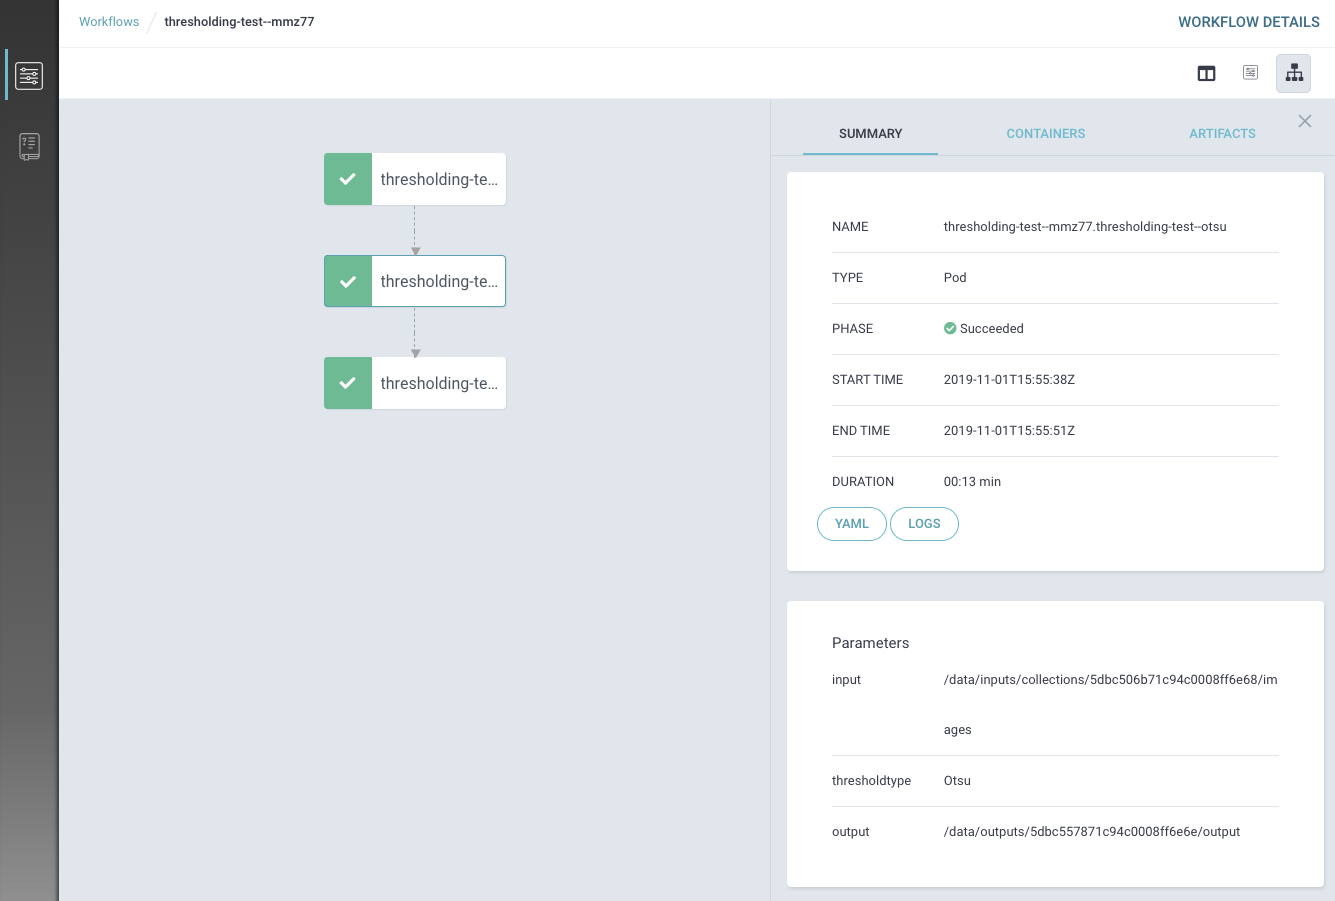 Workflows / thresholding-test--mmz77
WORKFLOW DETAILS
thresholding-te...
thresholding-te...
thresholding-te...
SUMMARY
CONTAINERS
ARTIFACTS
NAME thresholding-test--mmz77.thresholding-test--otsu
TYPE Pod
PHASE Succeeded
START TIME 2019-11-01T15:55:38Z
END TIME 2019-11-01T15:55:51Z
DURATION 00:13 min
YAML LOGS
Parameters
input /data/inputs/collections/5dbc506b71c94c0008ff6e68/im
ages
thresholdtype Otsu
output /data/outputs/5dbc557871c94c0008ff6e6e/output